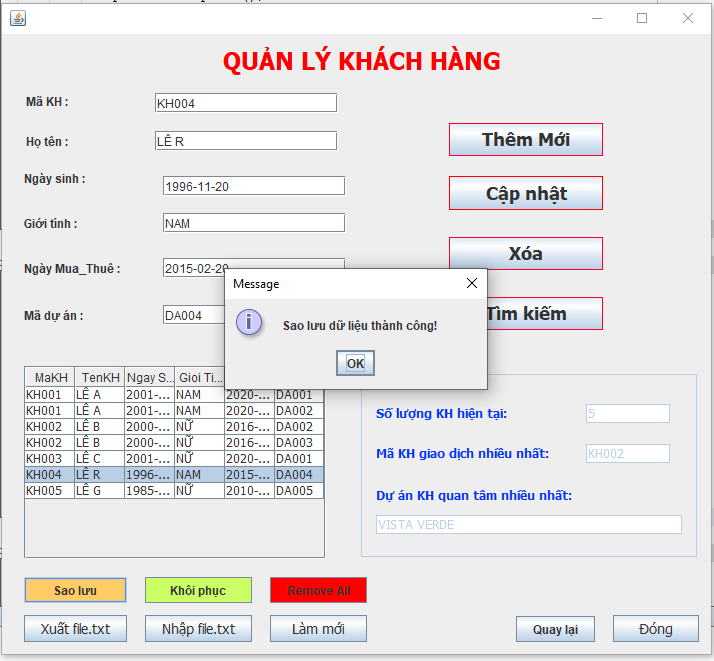 QUẢN LÝ KHÁCH HÀNG
Mã KH :
KH004
Họ tên :
LÊ R
Ngày sinh :
1996-11-20
Giới tính :
NAM
Ngày Mua_Thuê :
2015-02-20
Mã dự án :
DA004
Thêm Mới
Cập nhật
Xóa
Tìm kiếm
Message
Sao lưu dữ liệu thành công!
OK
MaKH TenKH Ngay S... Gioi Ti...
KH001 LÊ A 2001-... NAM 2020-... DA001
KH001 LÊ A 2001-... NAM 2020-... DA002
KH002 LÊ B 2000-... NỮ 2016-... DA002
KH002 LÊ B 2000-... NỮ 2016-... DA003
KH003 LÊ C 2001-... NỮ 2020-... DA001
KH004 LÊ R 1996-... NAM 2015-... DA004
KH005 LÊ G 1985-... NỮ 2010-... DA005
Số lượng KH hiện tại:
5
Mã KH giao dịch nhiều nhất:
KH002
Dự án KH quan tâm nhiều nhất:
VISTA VERDE
Sao lưu Khôi phục Remove All
Xuất file.txt Nhập file.txt Làm mới Quay lại Đóng